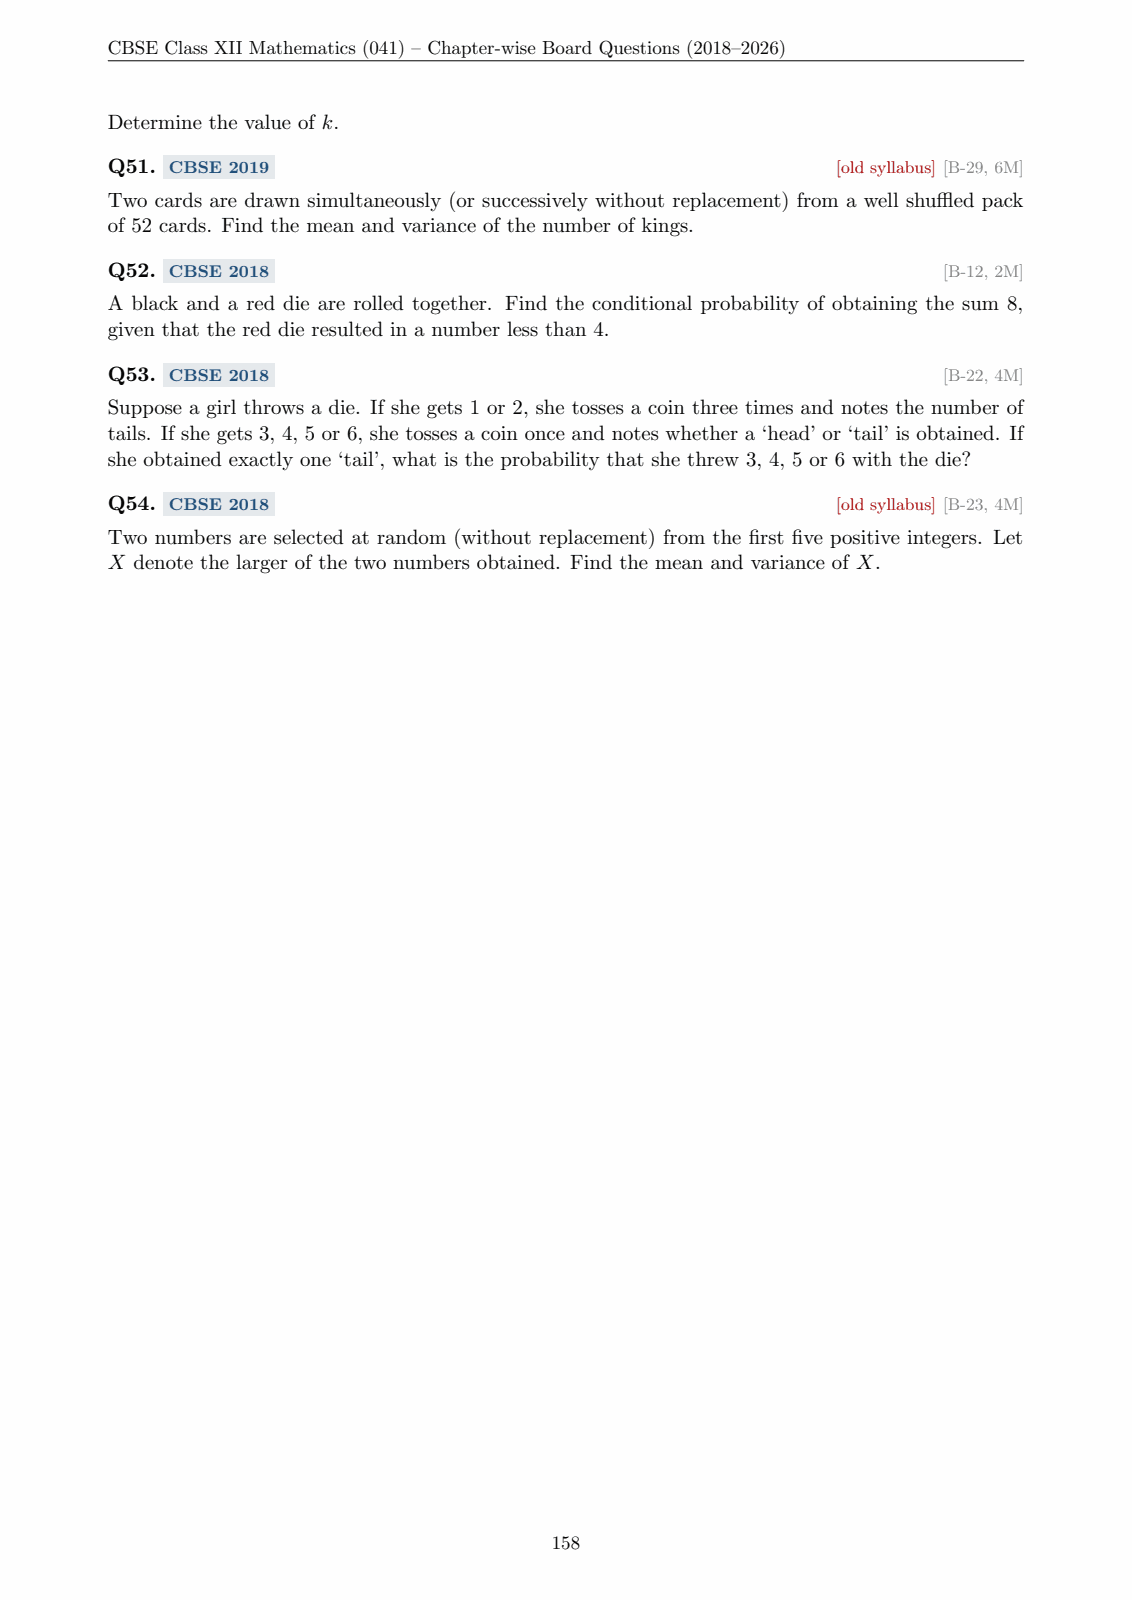 CBSE Class XII Mathematics (041) – Chapter-wise Board Questions (2018–2026)
Determine the value of k.
Q51. CBSE 2019 [old syllabus] [B-29, 6M]
Two cards are drawn simultaneously (or successively without replacement) from a well shuffled pack
of 52 cards. Find the mean and variance of the number of kings.
Q52. CBSE 2018 [B-12, 2M]
A black and a red die are rolled together. Find the conditional probability of obtaining the sum 8,
given that the red die resulted in a number less than 4.
Q53. CBSE 2018 [B-22, 4M]
Suppose a girl throws a die. If she gets 1 or 2, she tosses a coin three times and notes the number of
tails. If she gets 3, 4, 5 or 6, she tosses a coin once and notes whether a ‘head’ or ‘tail’ is obtained. If
she obtained exactly one ‘tail’, what is the probability that she threw 3, 4, 5 or 6 with the die?
Q54. CBSE 2018 [old syllabus] [B-23, 4M]
Two numbers are selected at random (without replacement) from the first five positive integers. Let
X denote the larger of the two numbers obtained. Find the mean and variance of X.
158